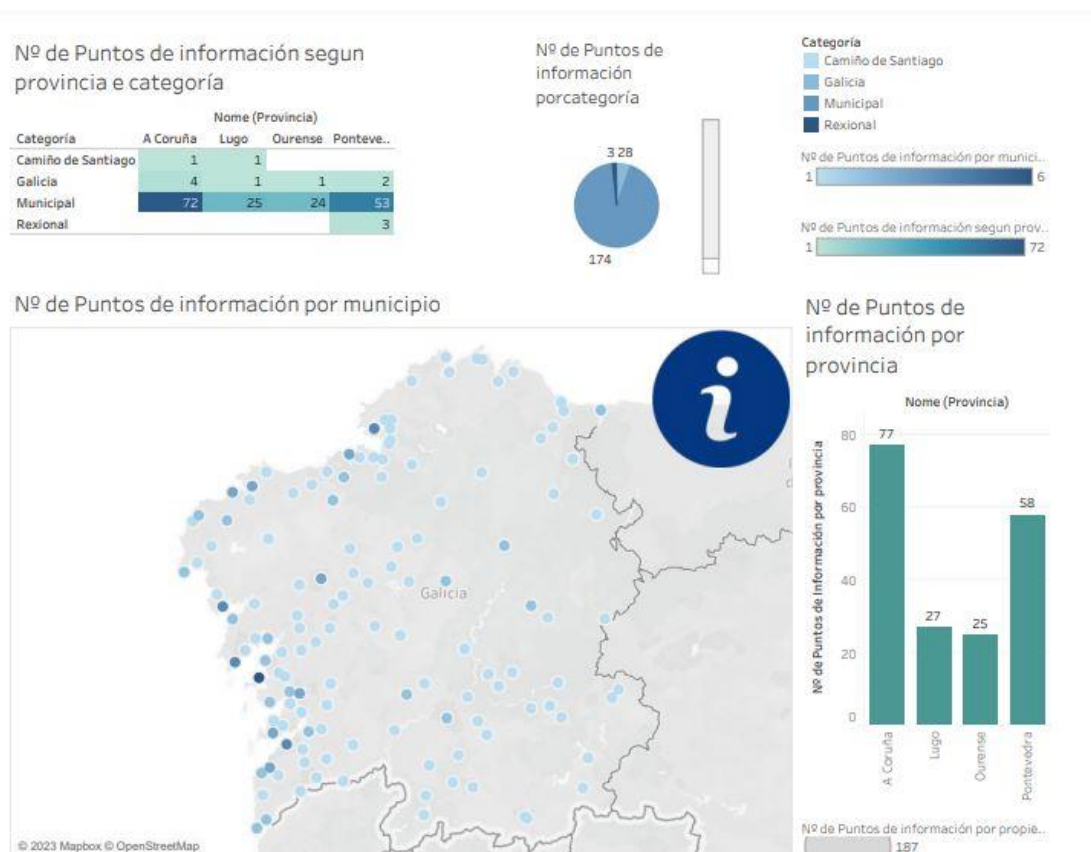 Nº de Puntos de información segun
provincia e categoría
Nome (Provincia)
Categoría A Coruña Lugo Ourense Ponteve..
Camiño de Santiago 1 1
Galicia 4 1 1 2
Municipal 72 25 24 53
Rexional 3
Nº de Puntos de
información
porcategoría
3 28
174
Categoría
Camiño de Santiago
Galicia
Municipal
Rexional
Nº de Puntos de información por munici..
1 6
Nº de Puntos de información segun prov..
1 72
Nº de Puntos de información por municipio
i
Galicia
© 2023 Mapbox © OpenStreetMap
Nº de Puntos de
información por
provincia
Nome (Provincia)
Nº de Puntos de Información por provincia
80
60
40
20
0
77
27
25
58
A Coruña
Lugo
Ourense
Pontevedra
Nº de Puntos de información por propie..
187